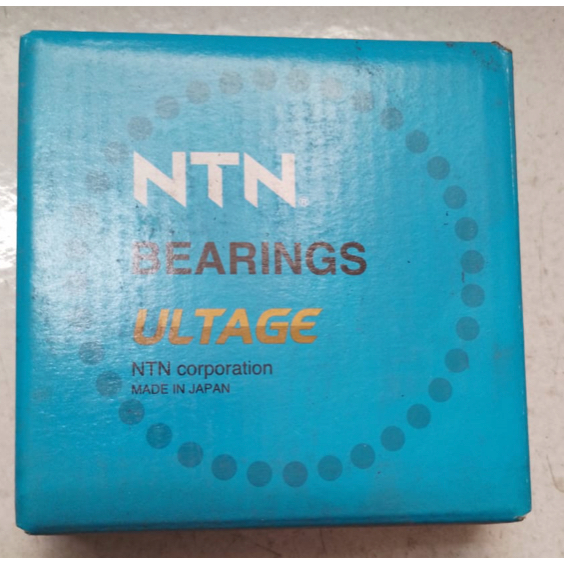 NTN®
BEARINGS
ULTAGE
NTN corporation
MADE IN JAPAN